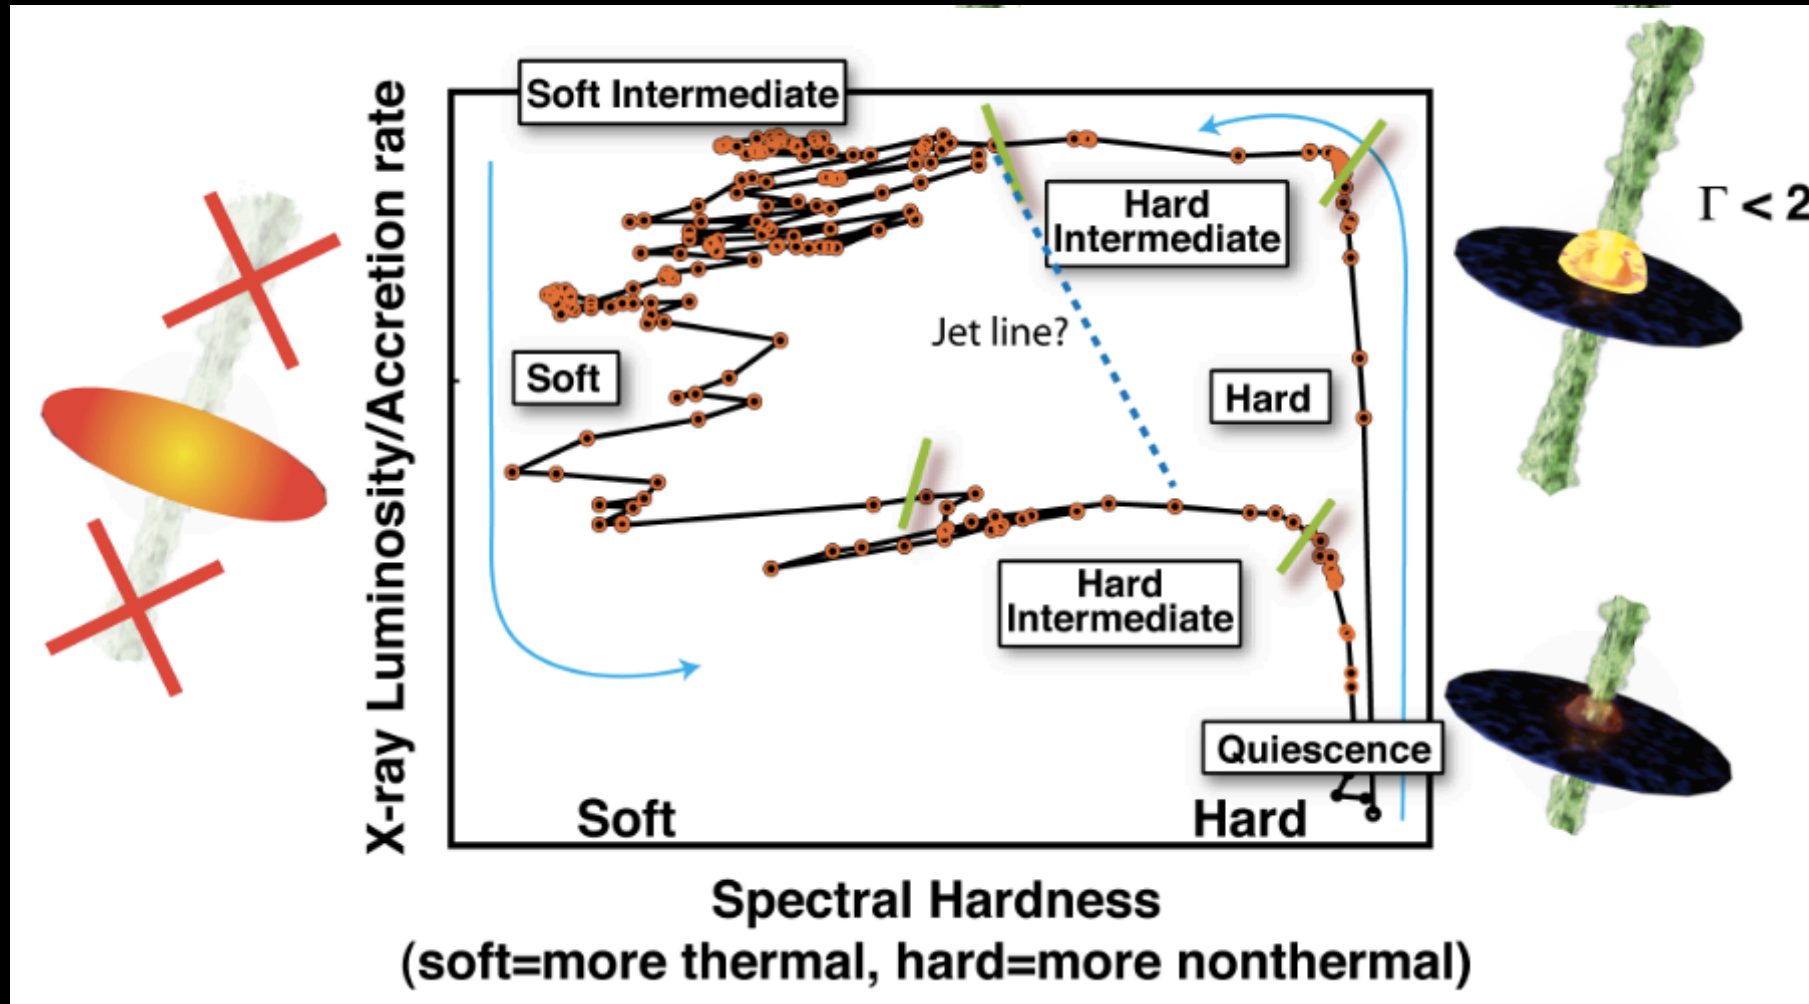 Soft Intermediate
X-ray Luminosity/Accretion rate
Hard
Intermediate
Γ < 2
Jet line?
Soft
Hard
Hard
Intermediate
Quiescence
Soft
Hard
Spectral Hardness
(soft=more thermal, hard=more nonthermal)